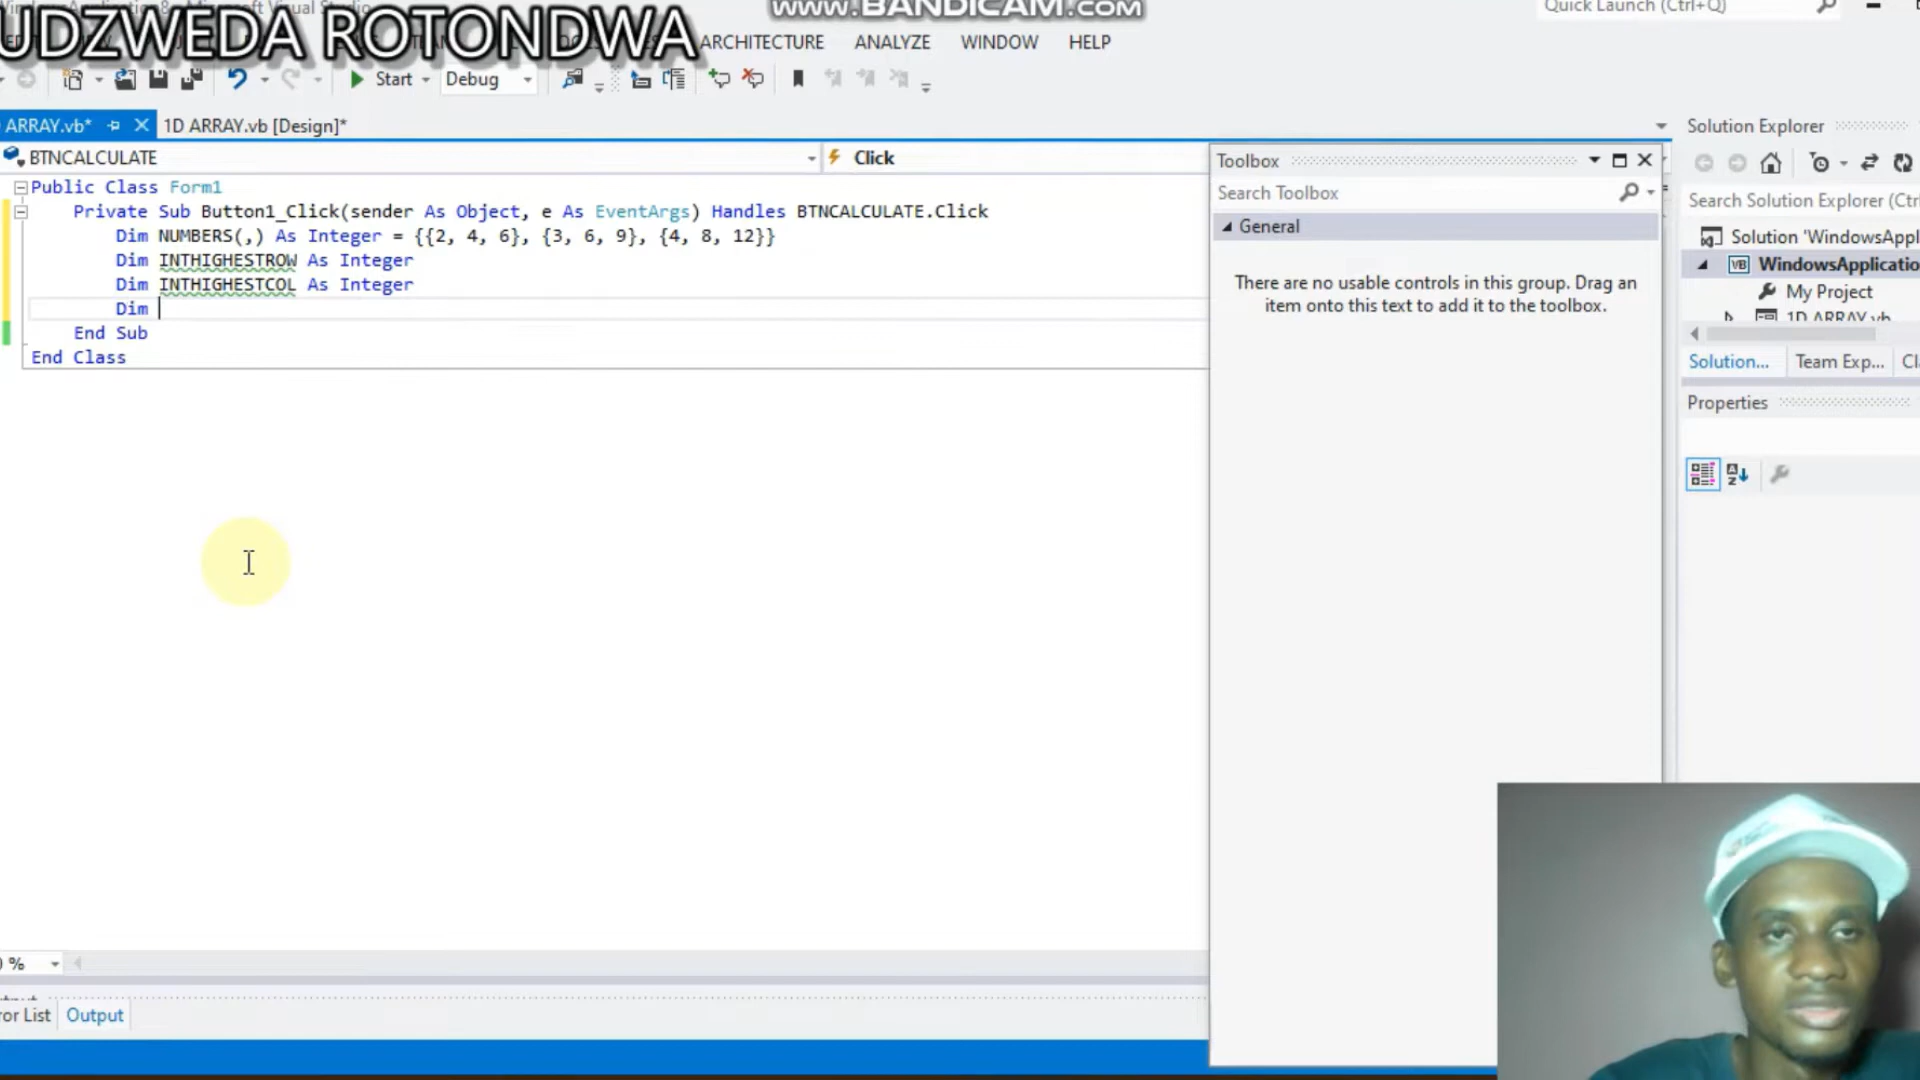 WWW.BANDICAM.COM
Quick Launch (Ctrl+Q)
UDZWEDA ROTONDWA
ARCHITECTURE ANALYZE WINDOW HELP
Start Debug
ARRAY.vb* 1D ARRAY.vb [Design]*
BTNCALCULATE Click
Public Class Form1
Private Sub Button1_Click(sender As Object, e As EventArgs) Handles BTNCALCULATE.Click
Dim NUMBERS(,) As Integer = {{2, 4, 6}, {3, 6, 9}, {4, 8, 12}}
Dim INTHIGHESTROW As Integer
Dim INTHIGHESTCOL As Integer
Dim
End Sub
End Class
Toolbox
Search Toolbox
General
There are no usable controls in this group. Drag an
item onto this text to add it to the toolbox.
Solution Explorer
Search Solution Explorer (Ctrl
Solution 'WindowsAppl
VB WindowsApplicatio
My Project
1D ARRAY.vb
Solution... Team Exp... Cl
Properties
%
or List Output